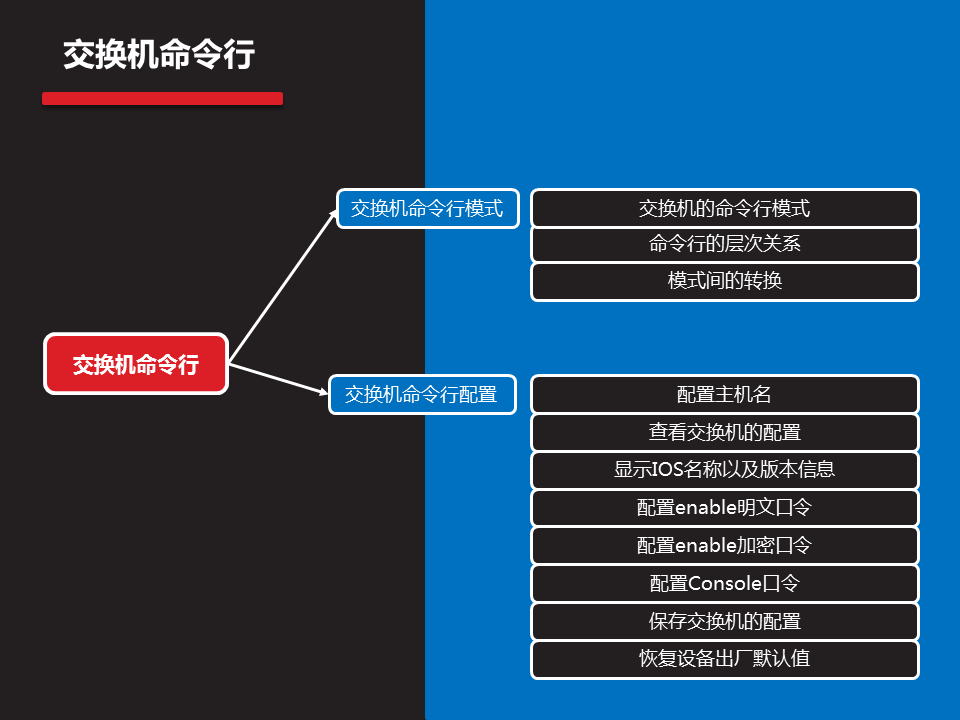 交换机命令行
交换机命令行模式
交换机的命令行模式
命令行的层次关系
模式间的转换
交换机命令行
交换机命令行配置
配置主机名
查看交换机的配置
显示IOS名称以及版本信息
配置enable明文口令
配置enable加密口令
配置Console口令
保存交换机的配置
恢复设备出厂默认值